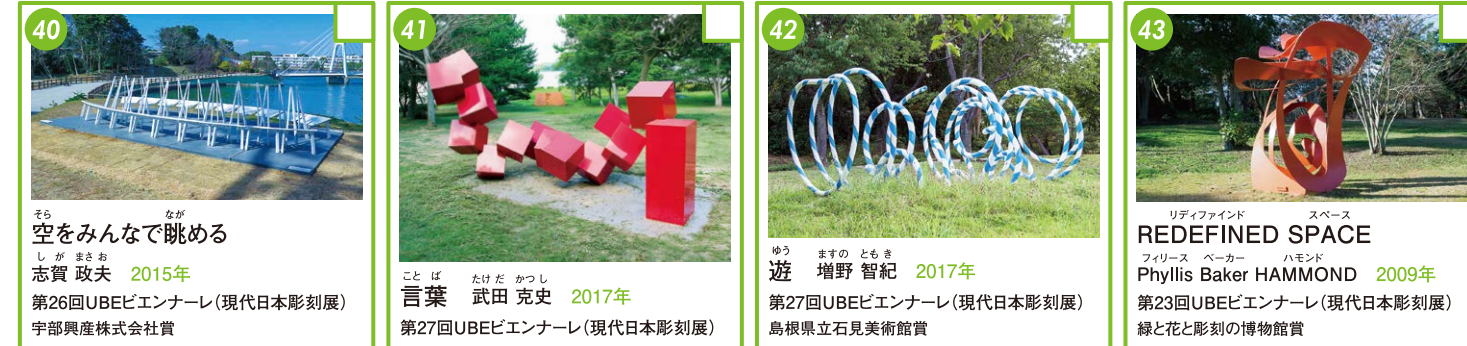 40
そら なが
空をみんなで眺める
しが まさお
志賀 政夫 2015年
第26回UBEビエンナーレ(現代日本彫刻展)
宇部興産株式会社賞
41
ことば たけだ かつし
言葉 武田 克史 2017年
第27回UBEビエンナーレ(現代日本彫刻展)
42
ゆう ますの ともき
遊 増野 智紀 2017年
第27回UBEビエンナーレ(現代日本彫刻展)
島根県立石見美術館賞
43
リディファインド スペース
REDEFINED SPACE
フィリース ベーカー ハモンド
Phyllis Baker HAMMOND 2009年
第23回UBEビエンナーレ(現代日本彫刻展)
緑と花と彫刻の博物館賞